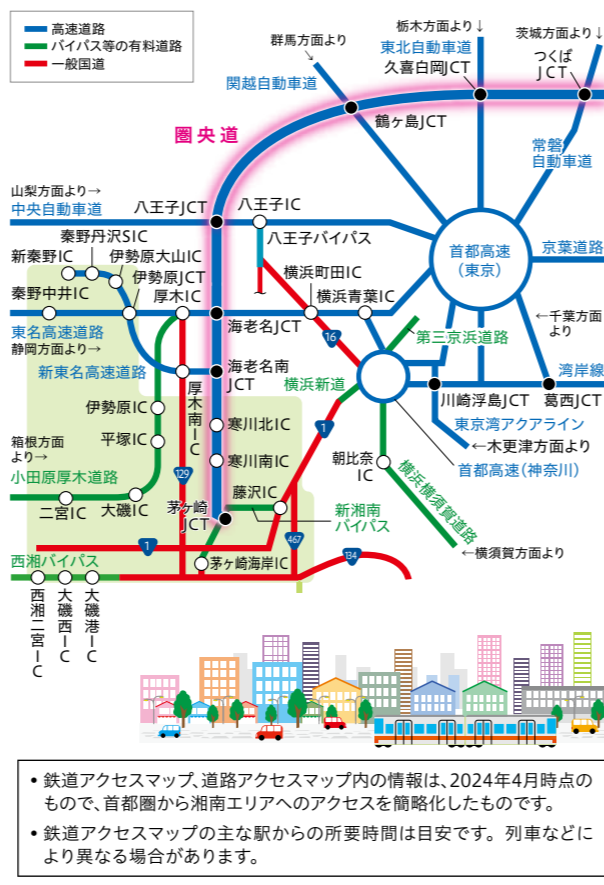 高速道路
バイパス等の有料道路
一般国道
群馬方面より
↓
関越自動車道
栃木方面より↓
東北自動車道
久喜白岡JCT
茨城方面より↓
つくば
JCT
鶴ヶ島JCT
圏央道
常磐
自動車道
山梨方面より→
中央自動車道
八王子JCT
八王子IC
八王子バイパス
首都高速
(東京)
京葉道路
秦野丹沢SIC
新秦野IC
伊勢原大山IC
伊勢原JCT
秦野中井IC
厚木IC
横浜町田IC
横浜青葉IC
海老名JCT
東名高速道路
静岡方面より→
新東名高速道路
16
第三京浜道路
←千葉方面
より
湾岸線
海老名南
JCT
横浜新道
川崎浮島JCT
葛西JCT
厚木南IC
伊勢原IC
寒川北IC
1
東京湾アクアライン
←木更津方面より
箱根方面
より→
平塚IC
寒川南IC
朝比奈
IC
首都高速(神奈川)
小田原厚木道路
129
藤沢IC
横浜横須賀道路
二宮IC
大磯IC
茅ヶ崎
JCT
新湘南
バイパス
1
467
134
←横須賀方面より
西湘バイパス
茅ヶ崎海岸IC
西湘二宮IC
大磯西IC
大磯港IC
• 鉄道アクセスマップ、道路アクセスマップ内の情報は、2024年4月時点の
もので、首都圏から湘南エリアへのアクセスを簡略化したものです。
• 鉄道アクセスマップの主な駅からの所要時間は目安です。列車などに
より異なる場合があります。